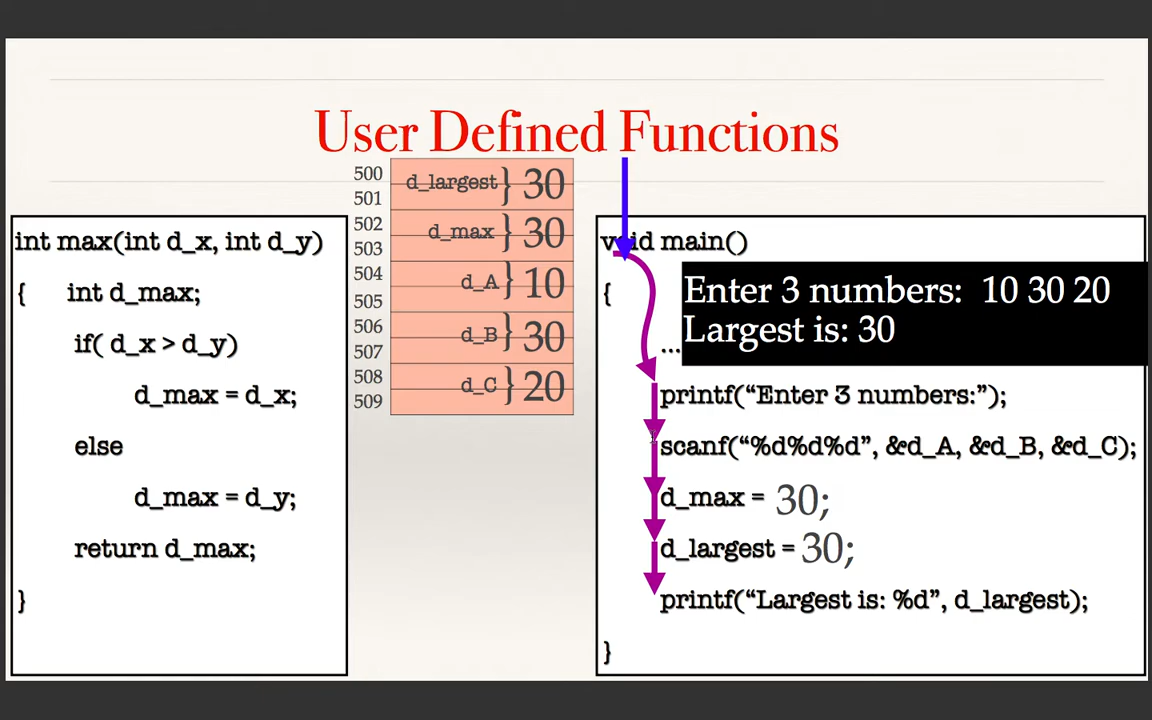 User Defined Functions
500
501
502
503
504
505
506
507
508
509
d_largest } 30
d_max } 30
d_A } 10
d_B } 30
d_C } 20
int max(int d_x, int d_y)
{ int d_max;
if( d_x > d_y)
d_max = d_x;
else
d_max = d_y;
return d_max;
}
void main()
{
...
Enter 3 numbers: 10 30 20
Largest is: 30
printf(“Enter 3 numbers:”);
scanf(“%d%d%d”, &d_A, &d_B, &d_C);
d_max = 30;
d_largest = 30;
printf(“Largest is: %d”, d_largest);
}